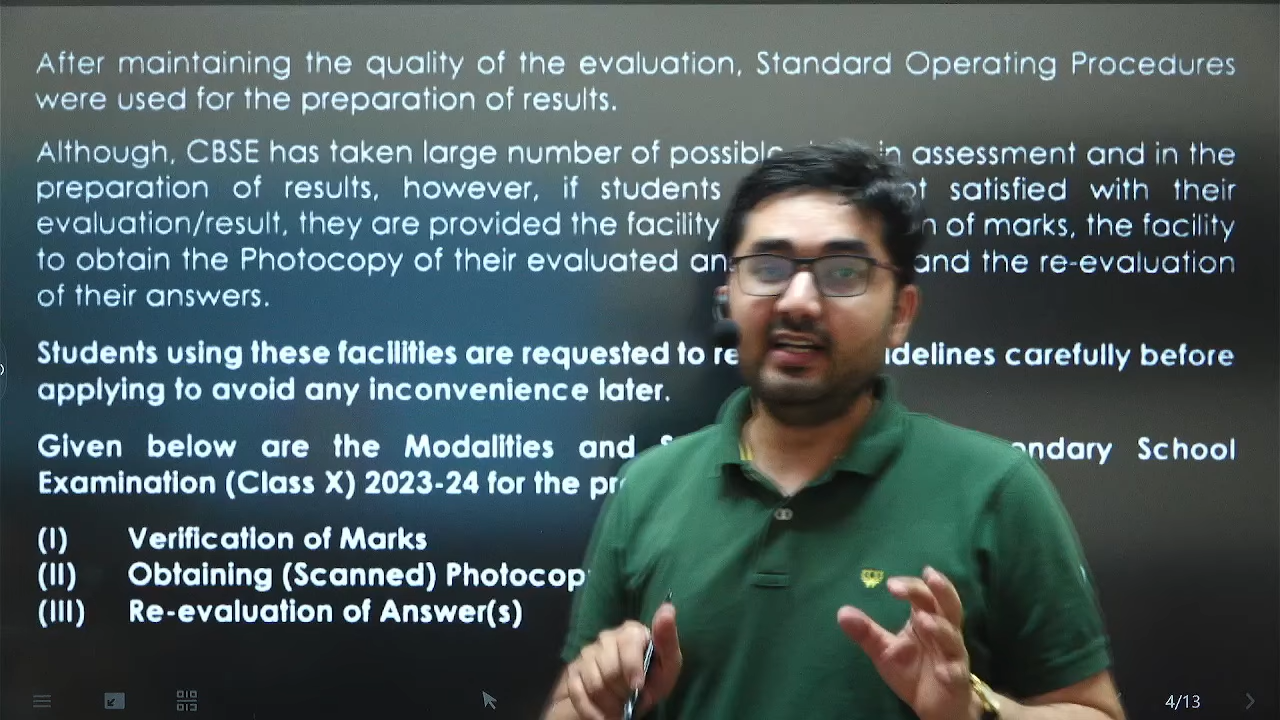 After maintaining the quality of the evaluation, Standard Operating Procedures
were used for the preparation of results.
Although, CBSE has taken large number of in assessment and in the
preparation of results, however, if students satisfied with their
evaluation/result, they are provided the facility of marks, the facility
to obtain the Photocopy of their evaluated and the re-evaluation
of their answers.
Students using these facilities are requested to carefully before
applying to avoid any inconvenience later.
Given below are the Modalities and School
Examination (Class X) 2023-24 for the
(I) Verification of Marks
(II) Obtaining (Scanned)
(III) Re-evaluation of Answer(s)
4/13